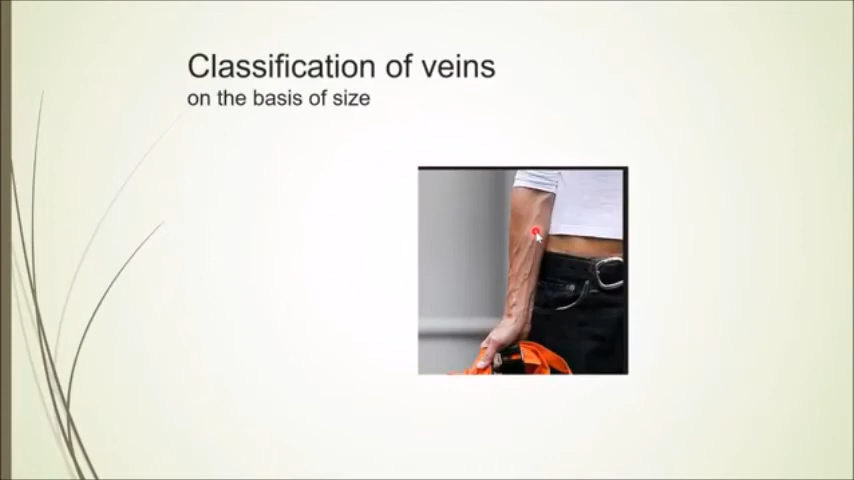 Classification of veins
on the basis of size